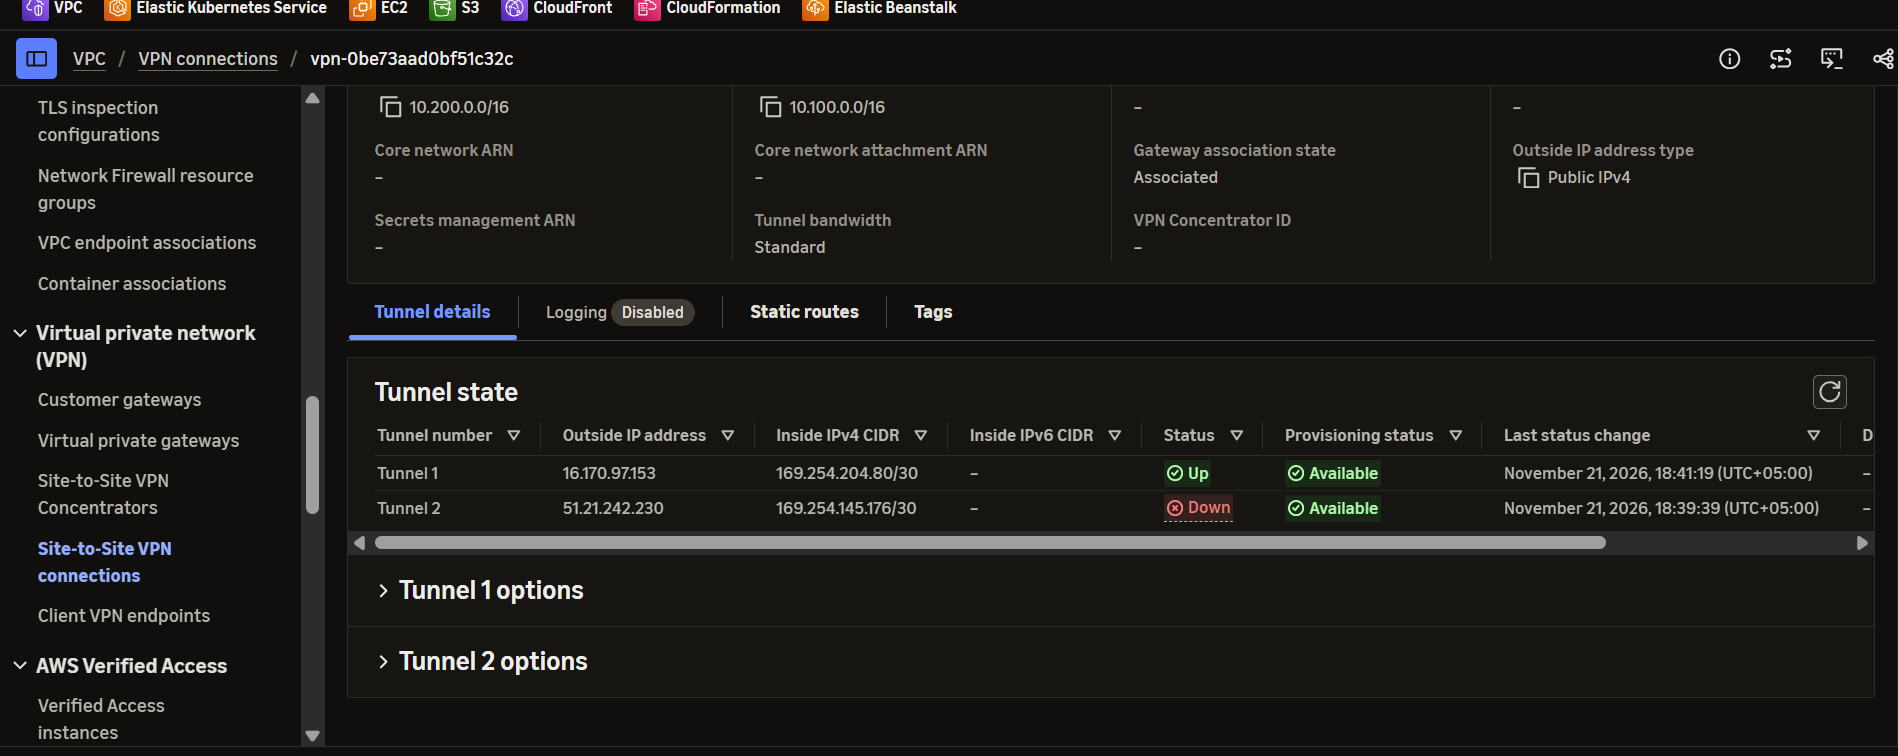 VPC Elastic Kubernetes Service EC2 S3 CloudFront CloudFormation Elastic Beanstalk
VPC / VPN connections / vpn-0be73aad0bf51c32c
TLS inspection
configurations
Network Firewall resource
groups
VPC endpoint associations
Container associations
Virtual private network
(VPN)
Customer gateways
Virtual private gateways
Site-to-Site VPN
Concentrators
Site-to-Site VPN
connections
Client VPN endpoints
AWS Verified Access
Verified Access
instances
10.200.0.0/16 10.100.0.0/16 – –
Core network ARN Core network attachment ARN Gateway association state Outside IP address type
– – Associated Public IPv4
Secrets management ARN Tunnel bandwidth VPN Concentrator ID
– Standard –
Tunnel details Logging Disabled Static routes Tags
Tunnel state
Tunnel number Outside IP address Inside IPv4 CIDR Inside IPv6 CIDR Status Provisioning status Last status change D
Tunnel 1 16.170.97.153 169.254.204.80/30 – Up Available November 21, 2026, 18:41:19 (UTC+05:00) –
Tunnel 2 51.21.242.230 169.254.145.176/30 – Down Available November 21, 2026, 18:39:39 (UTC+05:00) –
Tunnel 1 options
Tunnel 2 options